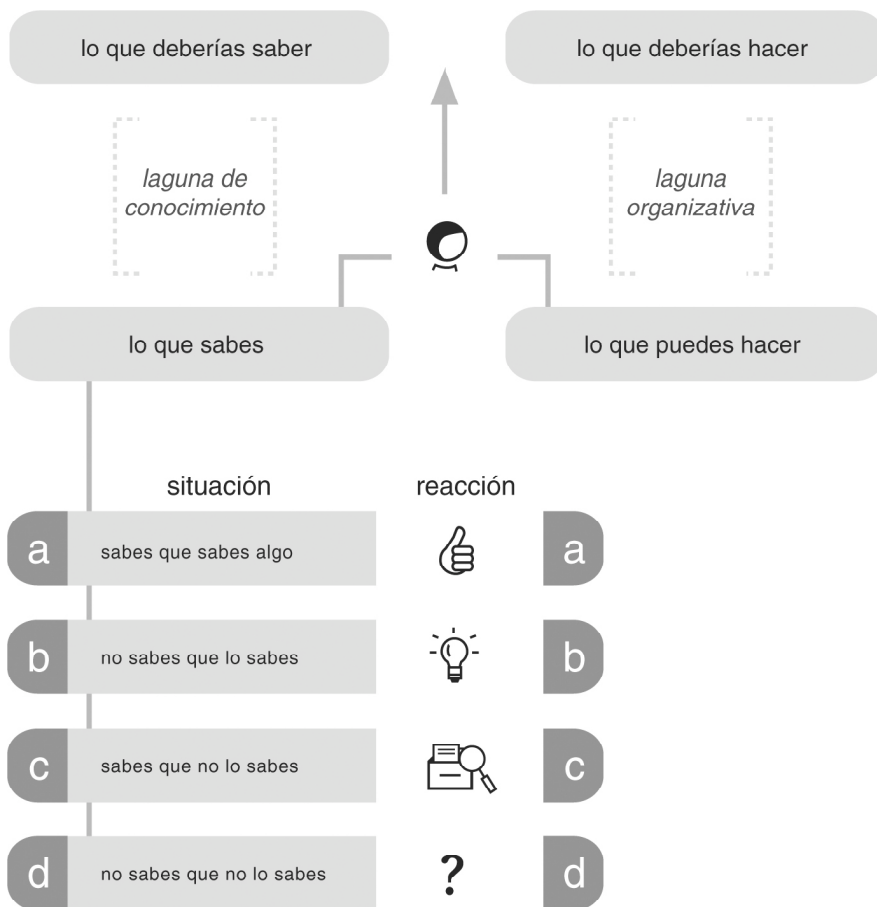 lo que deberías saber
lo que deberías hacer
laguna de
conocimiento
laguna
organizativa
lo que sabes
lo que puedes hacer
situación
reacción
a
sabes que sabes algo
a
b
no sabes que lo sabes
b
c
sabes que no lo sabes
c
d
no sabes que no lo sabes
?
d